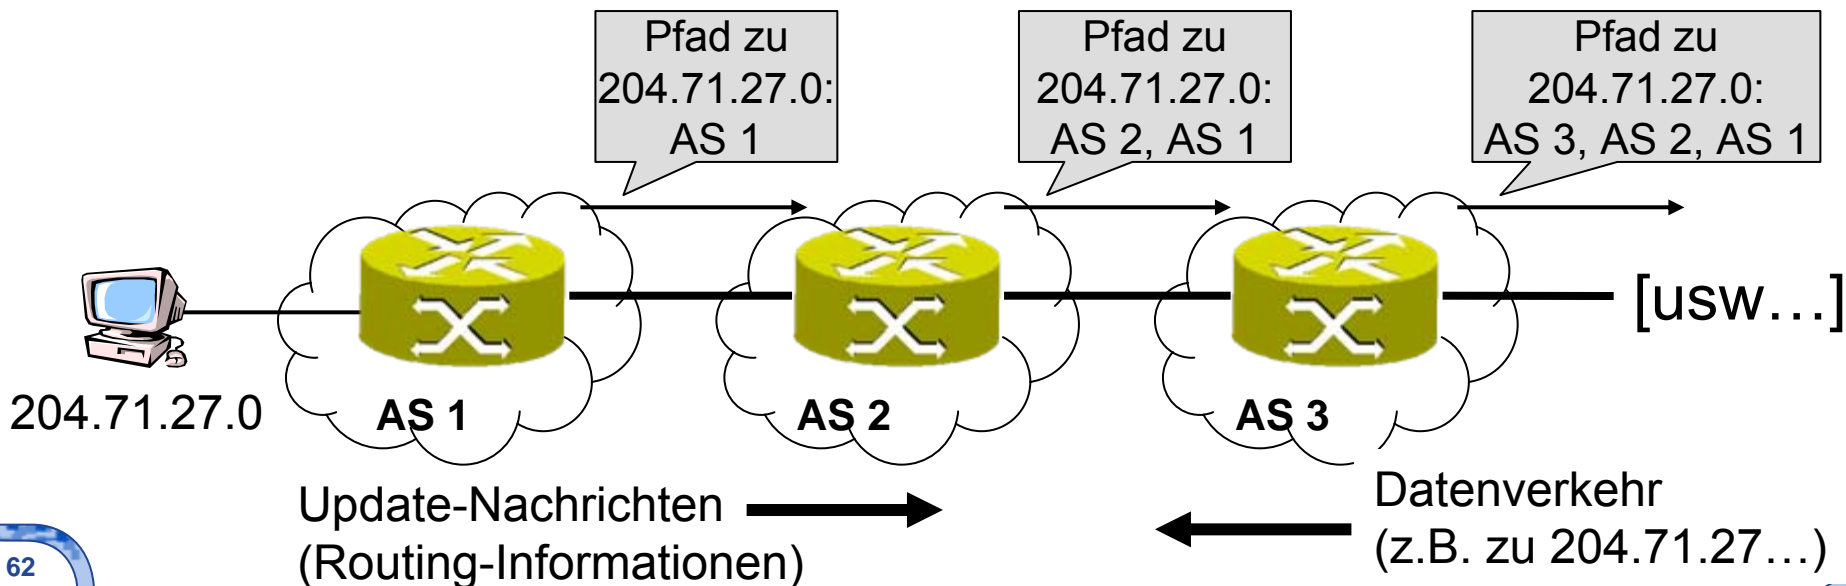 Pfad zu
204.71.27.0:
AS 1
Pfad zu
204.71.27.0:
AS 2, AS 1
Pfad zu
204.71.27.0:
AS 3, AS 2, AS 1
[usw…]
204.71.27.0
AS 1
AS 2
AS 3
Update-Nachrichten
(Routing-Informationen)
Datenverkehr
(z.B. zu 204.71.27…)
62